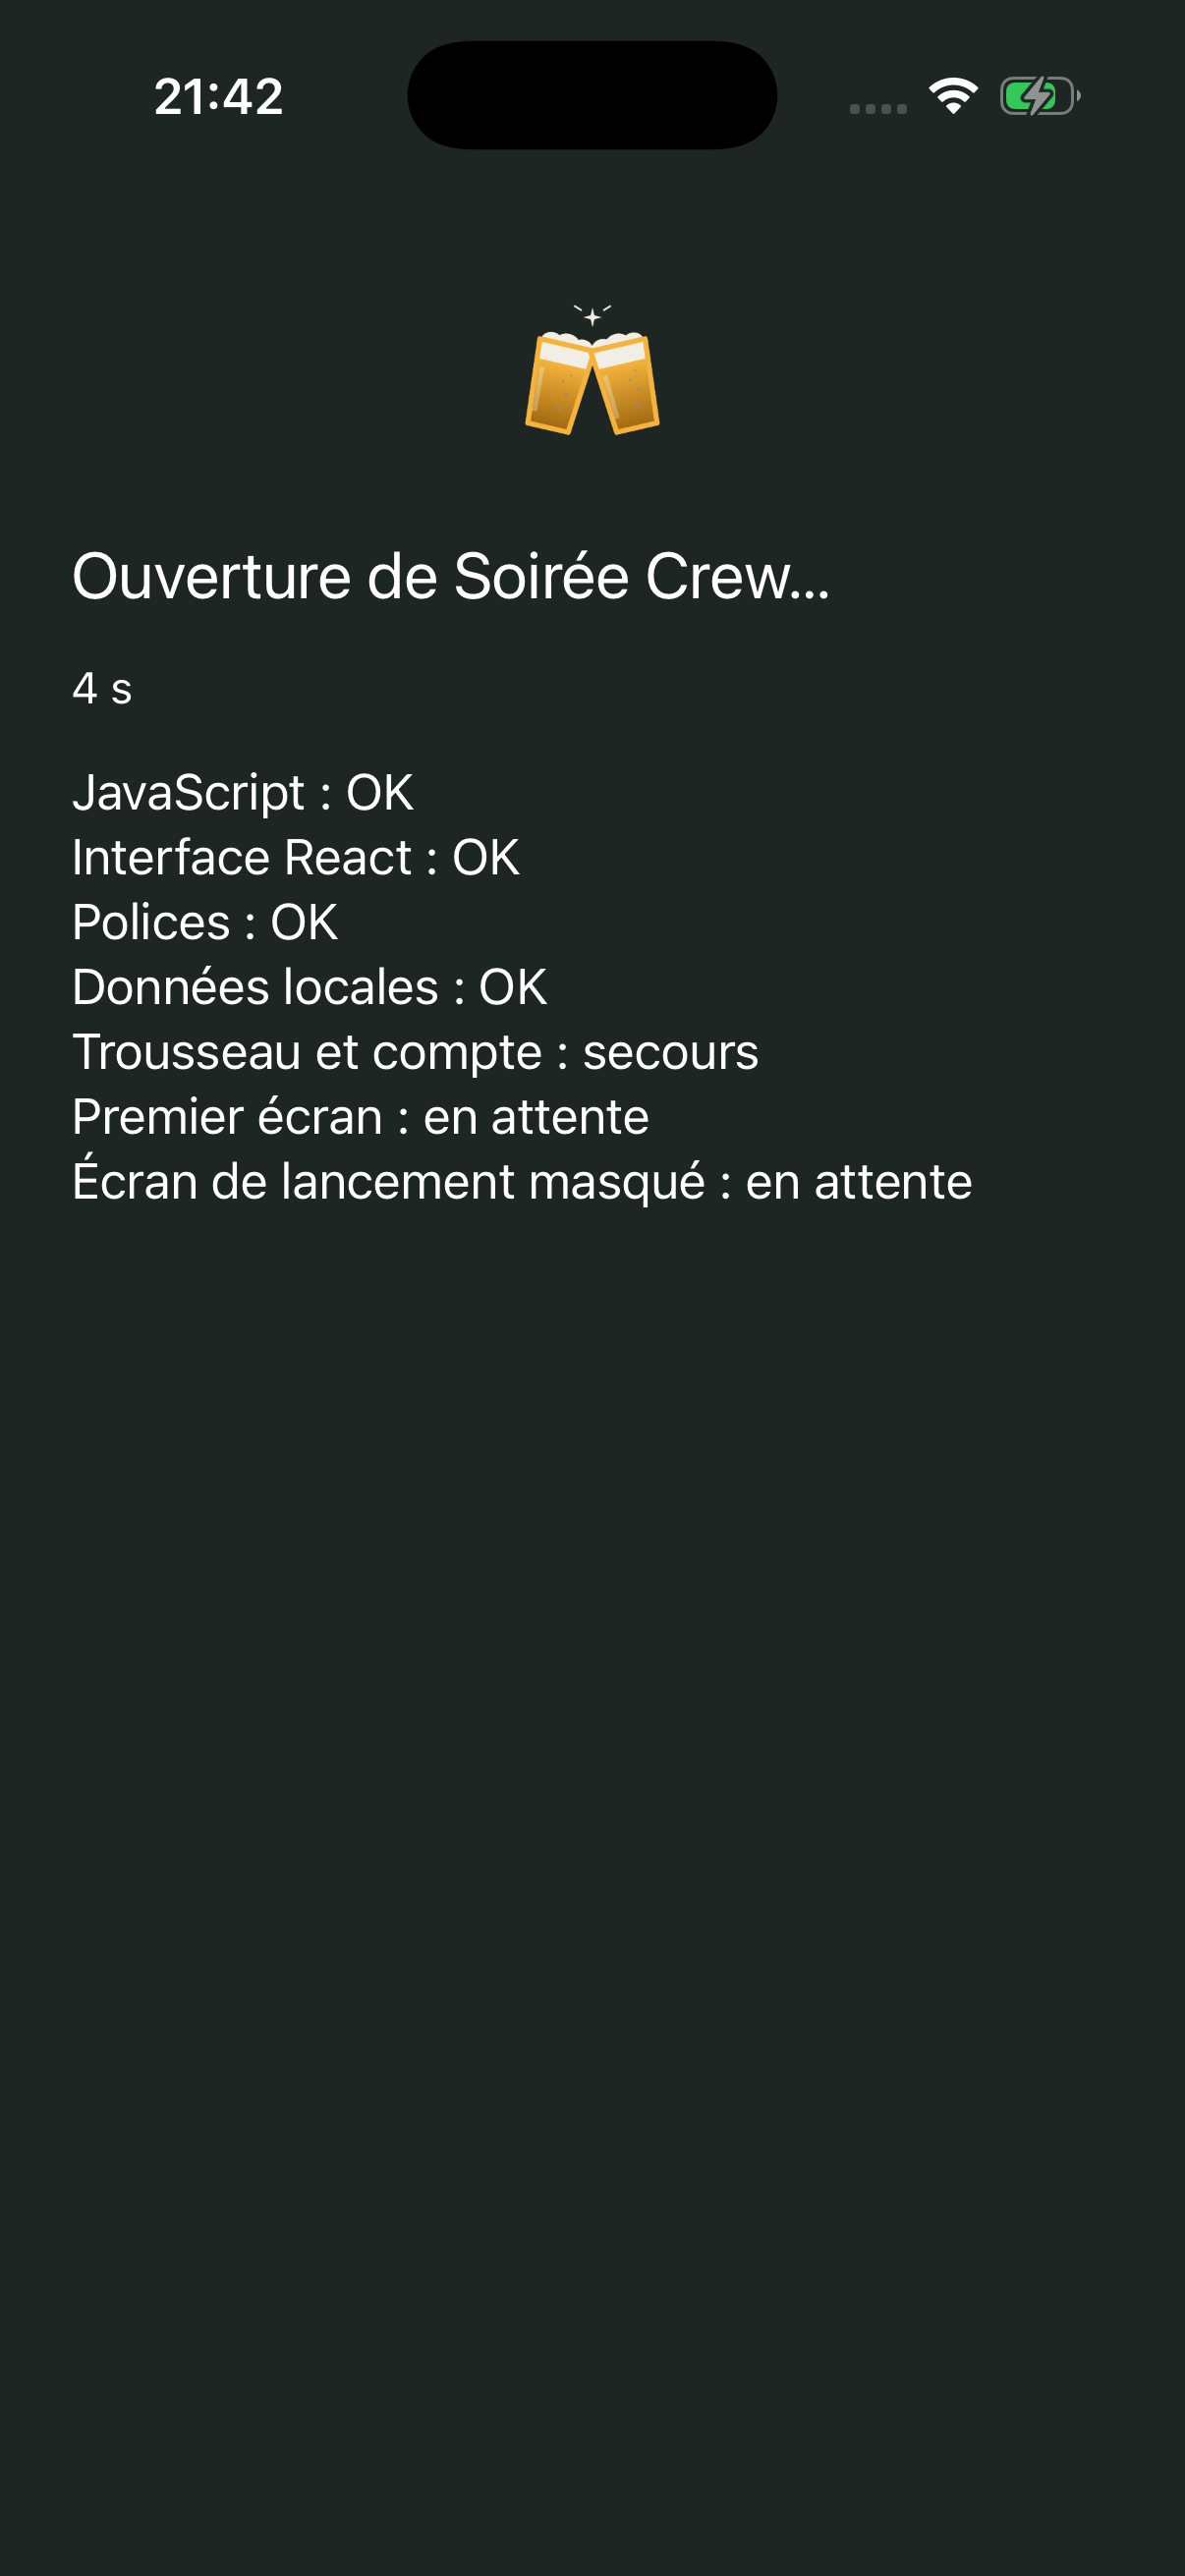 21:42
Ouverture de Soirée Crew...
4 s
JavaScript : OK
Interface React : OK
Polices : OK
Données locales : OK
Trousseau et compte : secours
Premier écran : en attente
Écran de lancement masqué : en attente